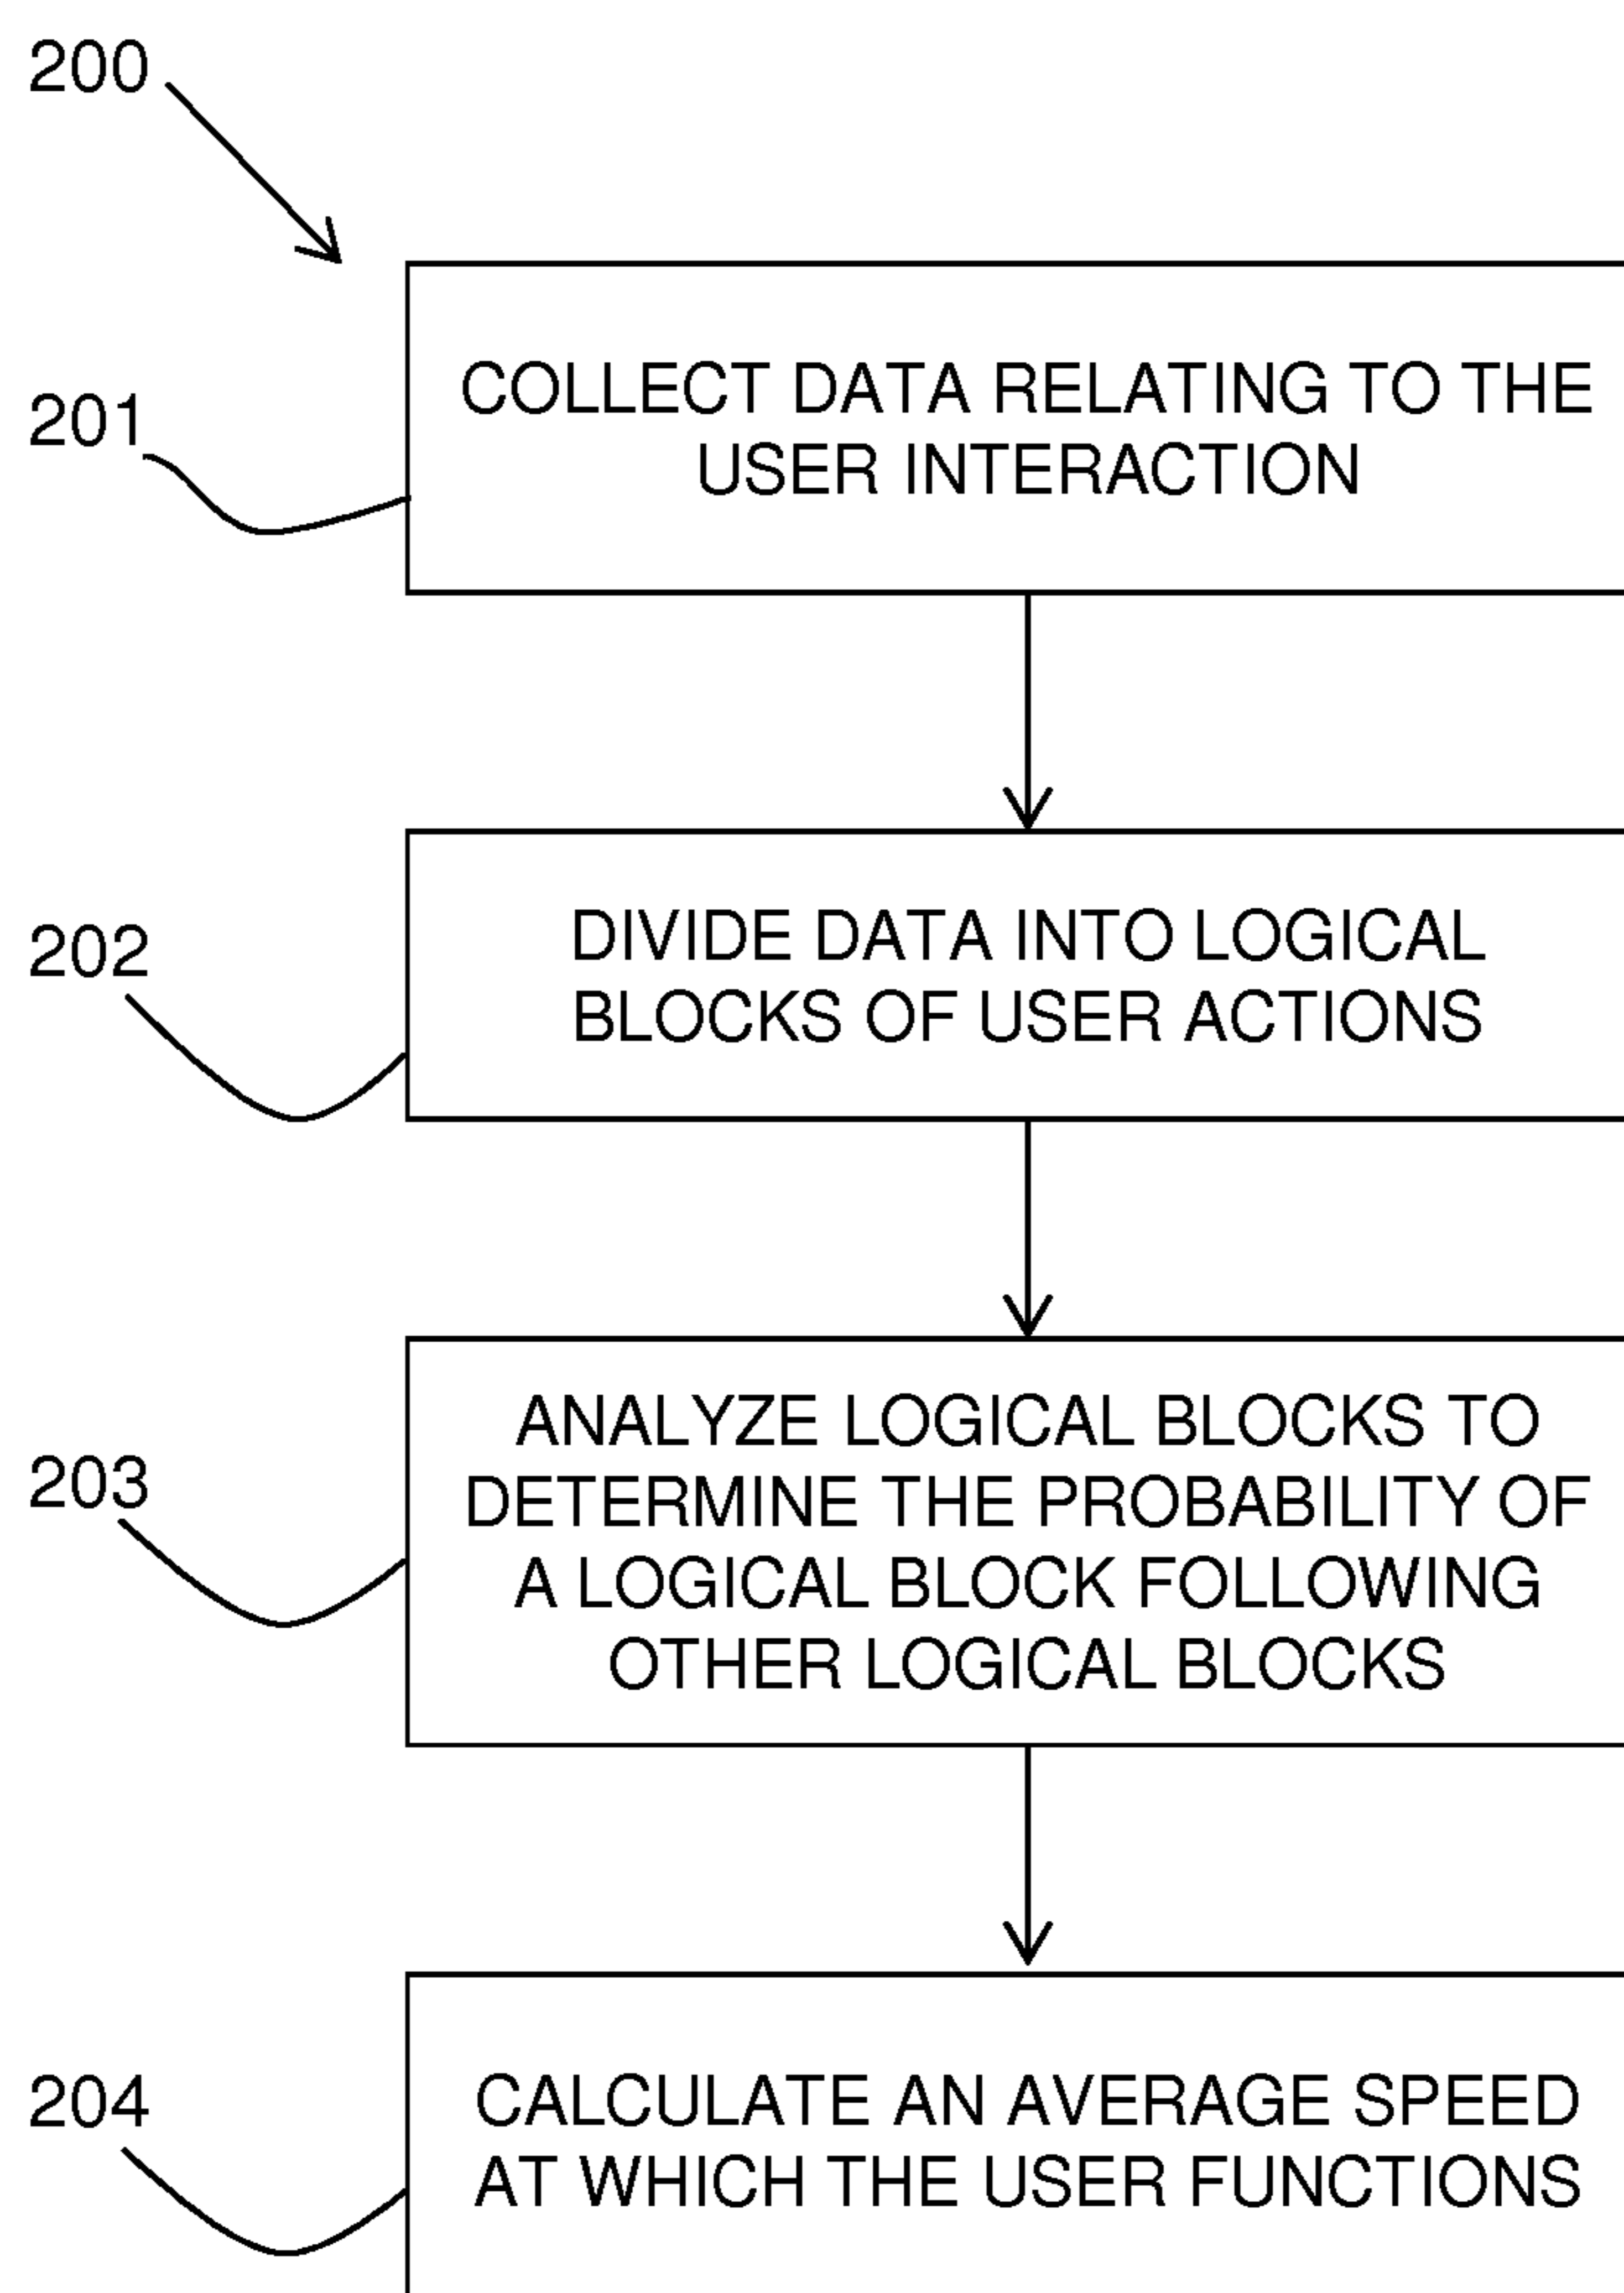 200
201
COLLECT DATA RELATING TO THE
USER INTERACTION
202
DIVIDE DATA INTO LOGICAL
BLOCKS OF USER ACTIONS
203
ANALYZE LOGICAL BLOCKS TO
DETERMINE THE PROBABILITY OF
A LOGICAL BLOCK FOLLOWING
OTHER LOGICAL BLOCKS
204
CALCULATE AN AVERAGE SPEED
AT WHICH THE USER FUNCTIONS